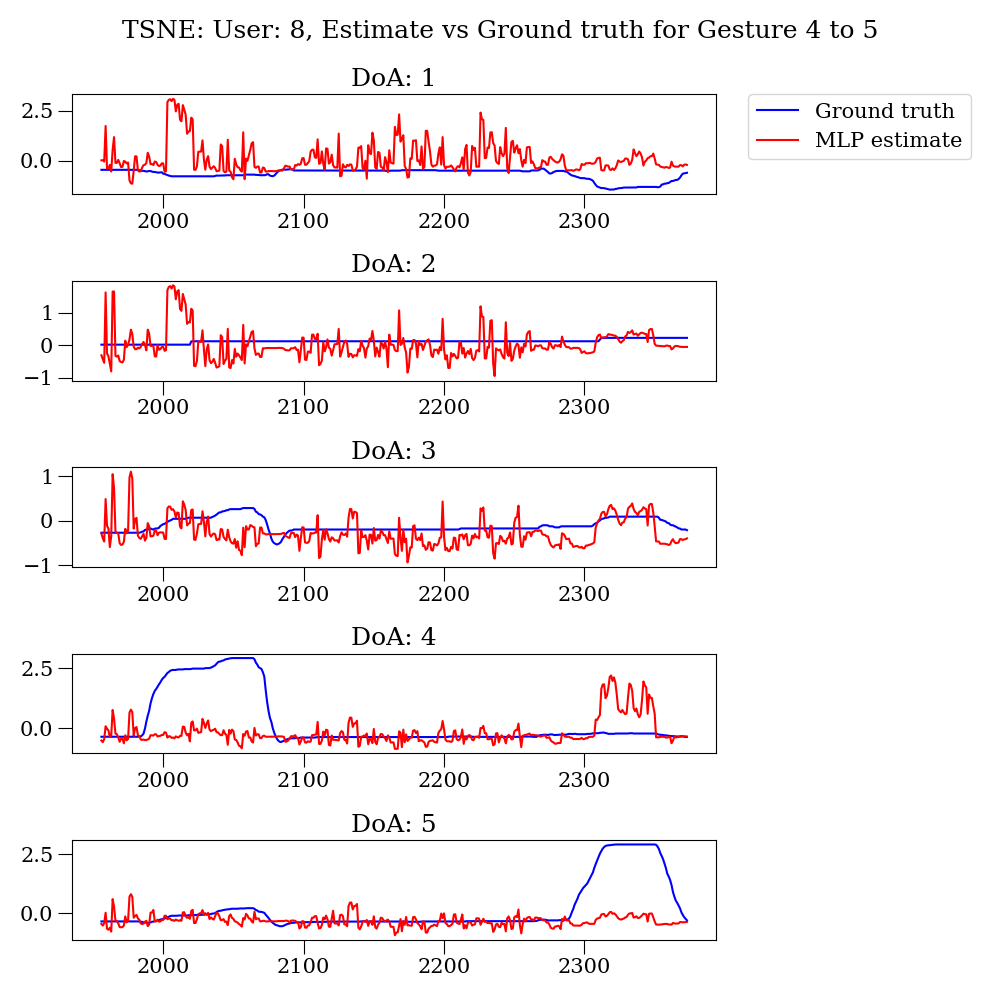 TSNE: User: 8, Estimate vs Ground truth for Gesture 4 to 5
DoA: 1
Ground truth
MLP estimate
2.5
0.0
2000 2100 2200 2300
DoA: 2
1
0
−1
2000 2100 2200 2300
DoA: 3
1
0
−1
2000 2100 2200 2300
DoA: 4
2.5
0.0
2000 2100 2200 2300
DoA: 5
2.5
0.0
2000 2100 2200 2300